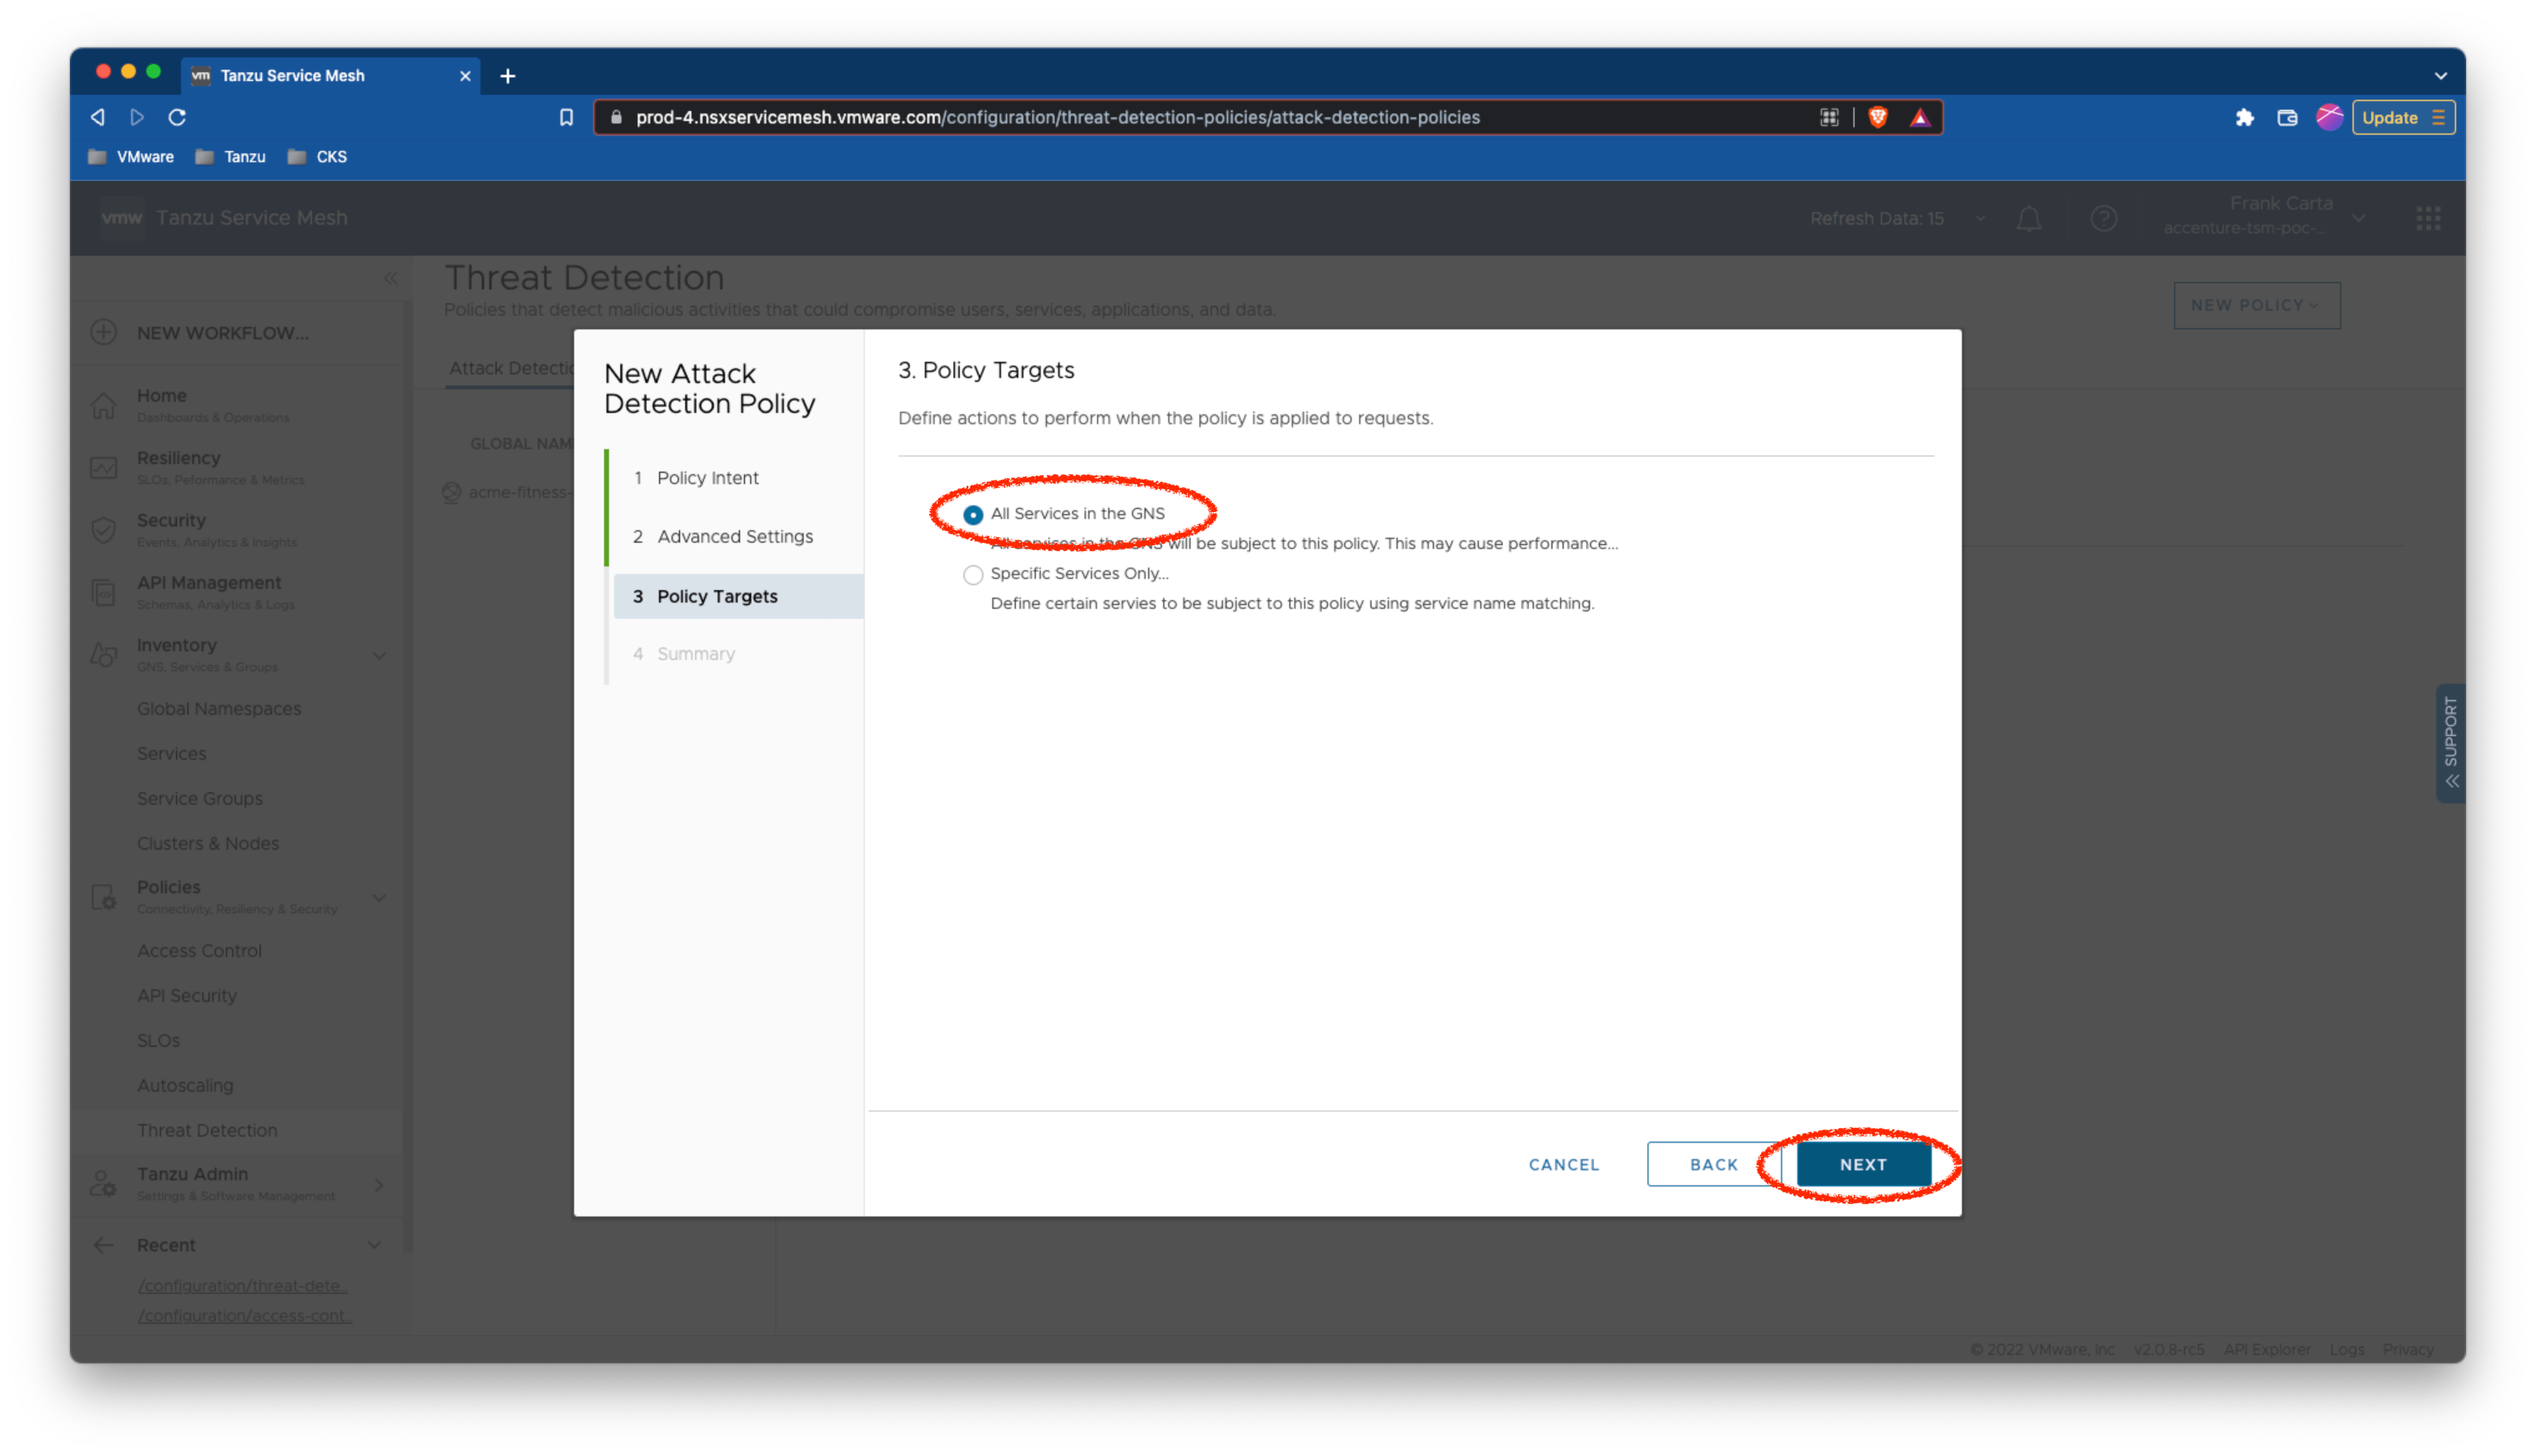 vm Tanzu Service Mesh
prod-4.nsxservicemesh.vmware.com/configuration/threat-detection-policies/attack-detection-policies
Update
VMware Tanzu CKS
vmw Tanzu Service Mesh
Refresh Data: 15
Frank Carta
accenture-tsm-poc-...
Threat Detection
Policies that detect malicious activities that could compromise users, services, applications, and data.
NEW POLICY
Attack Detectio
GLOBAL NAM
acme-fitness-
NEW WORKFLOW...
Home
Dashboards & Operations
Resiliency
SLOs, Peformance & Metrics
Security
Events, Analytics & Insights
API Management
Schemas, Analytics & Logs
Inventory
GNS, Services & Groups
Global Namespaces
Services
Service Groups
Clusters & Nodes
Policies
Connectivity, Resiliency & Security
Access Control
API Security
SLOs
Autoscaling
Threat Detection
Tanzu Admin
Settings & Software Management
Recent
/configuration/threat-dete..
/configuration/access-cont..
New Attack
Detection Policy
1 Policy Intent
2 Advanced Settings
3 Policy Targets
4 Summary
3. Policy Targets
Define actions to perform when the policy is applied to requests.
All Services in the GNS
All services in the GNS will be subject to this policy. This may cause performance...
Specific Services Only...
Define certain servies to be subject to this policy using service name matching.
CANCEL
BACK
NEXT
SUPPORT
© 2022 VMware, Inc v2.0.8-rc5 API Explorer Logs Privacy